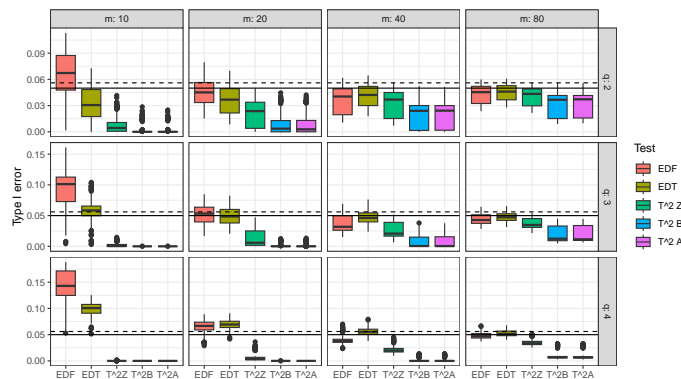 m: 10 m: 20 m: 40 m: 80
0.09
0.06
0.03
0.00
q: 2
0.15
0.10
0.05
0.00
q: 3
0.15
0.10
0.05
0.00
q: 4
Type I error
EDF EDT T^2Z T^2B T^2A EDF EDT T^2Z T^2B T^2A EDF EDT T^2Z T^2B T^2A EDF EDT T^2Z T^2B T^2A
Test
EDF
EDT
T^2 Z
T^2 B
T^2 A